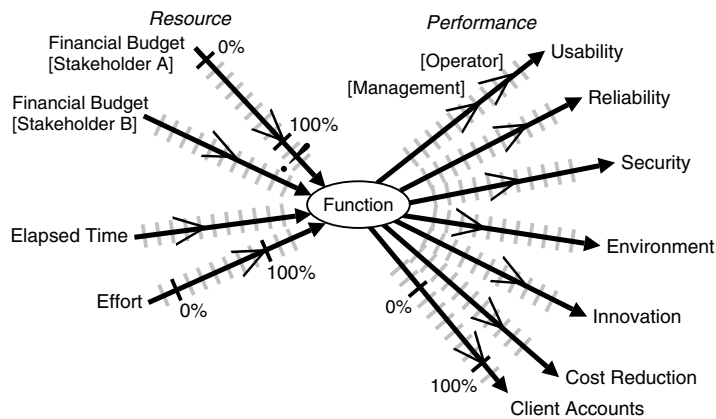 Resource
Performance
Financial Budget
[Stakeholder A]
0%
[Operator]
Usability
[Management]
Reliability
Financial Budget
[Stakeholder B]
100%
Security
Function
Elapsed Time
Environment
100%
Effort
0%
0%
Innovation
100%
Cost Reduction
Client Accounts